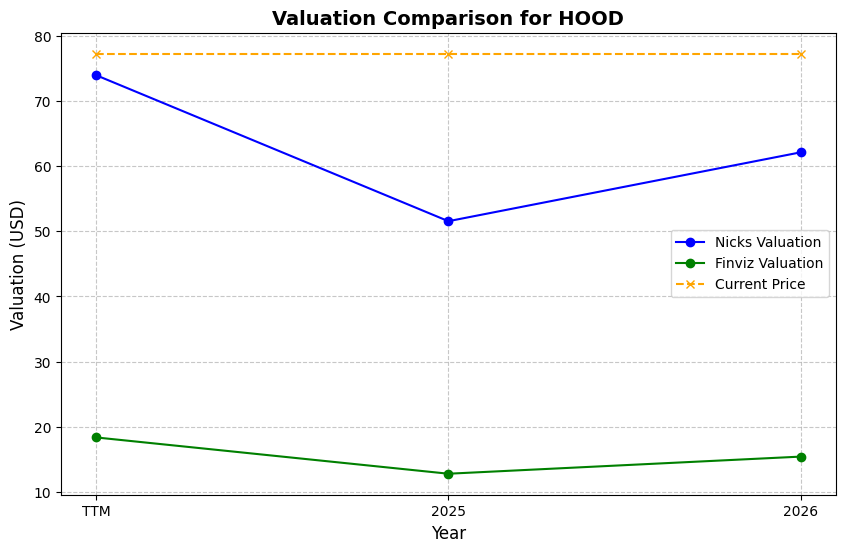 Valuation Comparison for HOOD
Valuation (USD)
80
70
60
50
40
30
20
10
Nicks Valuation
Finviz Valuation
Current Price
TTM
2025
2026
Year